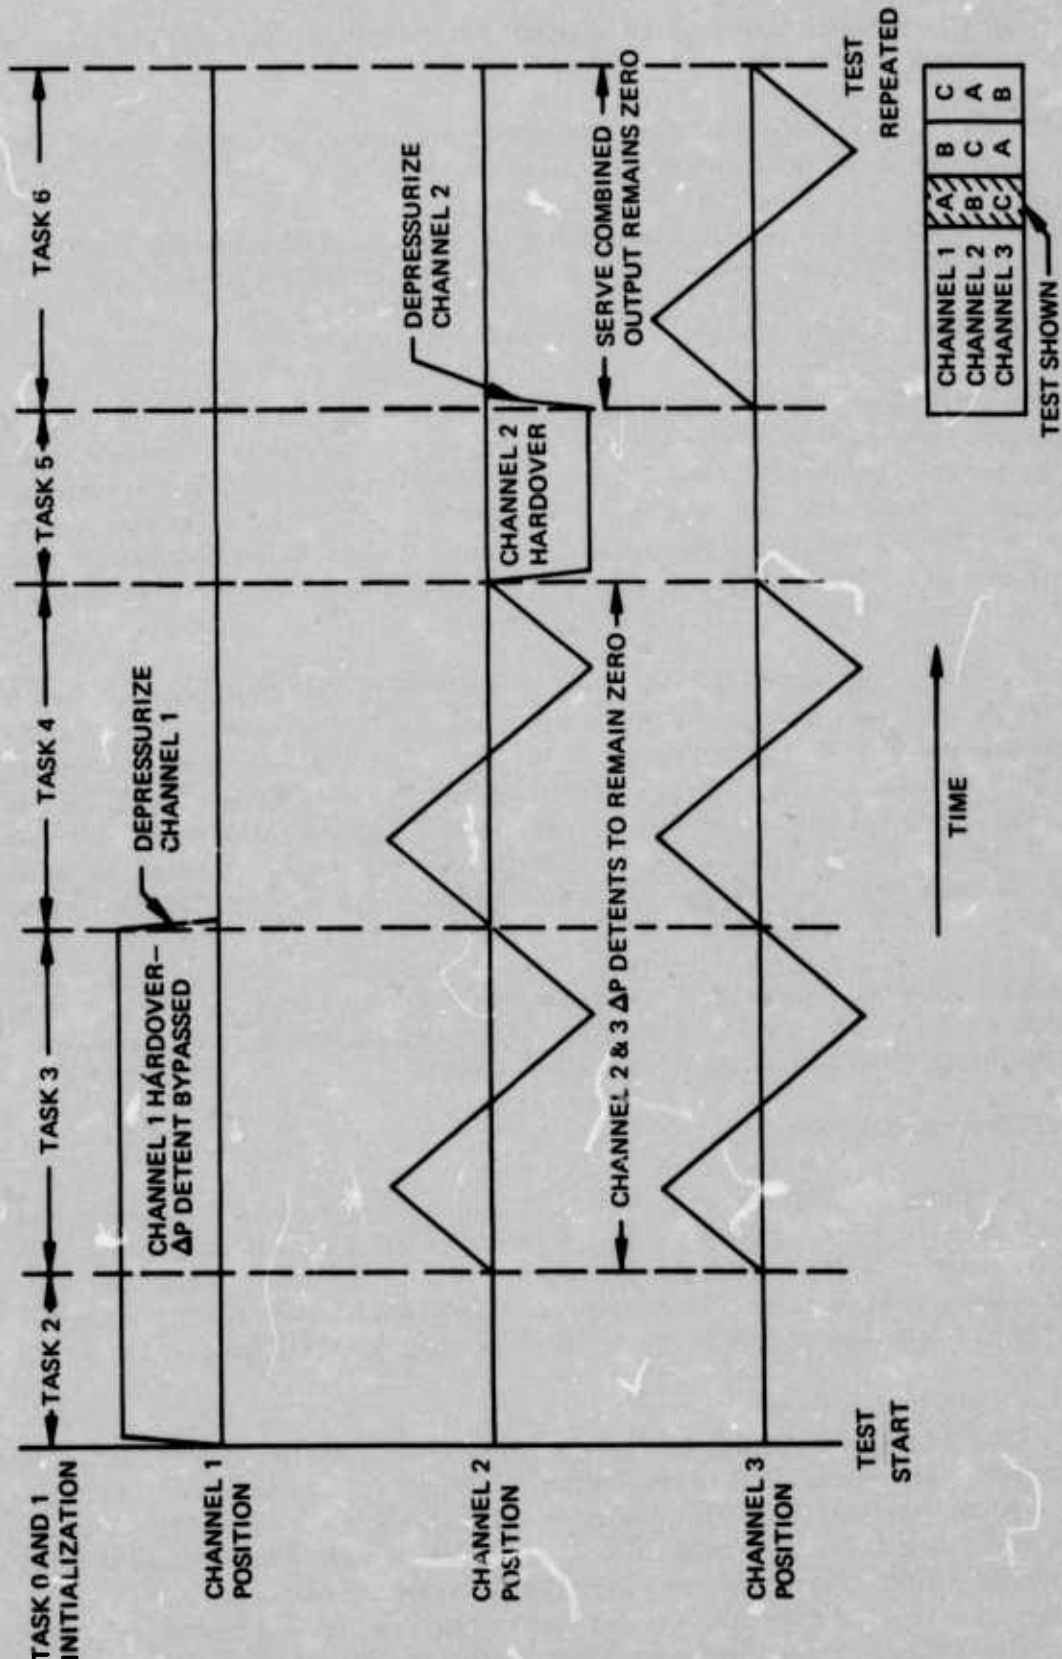 TASK 0 AND 1
INITIALIZATION
TASK 2
TASK 3
TASK 4
TASK 5
TASK 6
CHANNEL 1
POSITION
CHANNEL 1 HARDOVER–
ΔP DETENT BYPASSED
DEPRESSURIZE
CHANNEL 1
CHANNEL 2
POSITION
CHANNEL 2
HARDOVER
DEPRESSURIZE
CHANNEL 2
CHANNEL 2 & 3 ΔP DETENTS TO REMAIN ZERO
SERVE COMBINED
OUTPUT REMAINS ZERO
CHANNEL 3
POSITION
TEST
START
TIME
TEST
REPEATED
CHANNEL 1 A B C
CHANNEL 2 B C A
CHANNEL 3 C A B
TEST SHOWN